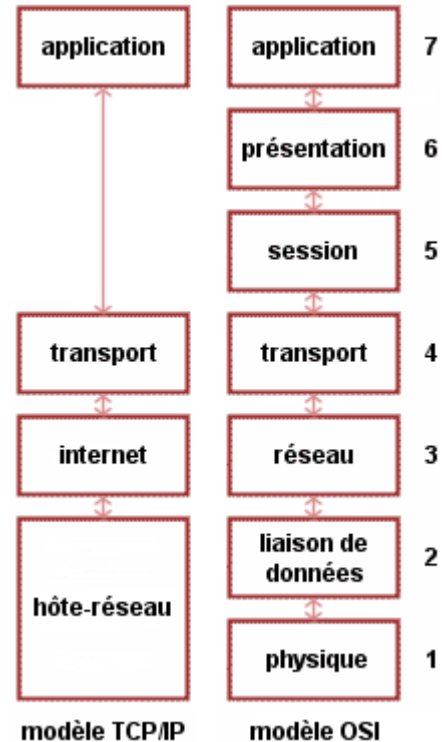 application
application
7
présentation
6
session
5
transport
transport
4
internet
réseau
3
liaison de
données
2
hôte-réseau
physique
1
modèle TCP/IP
modèle OSI